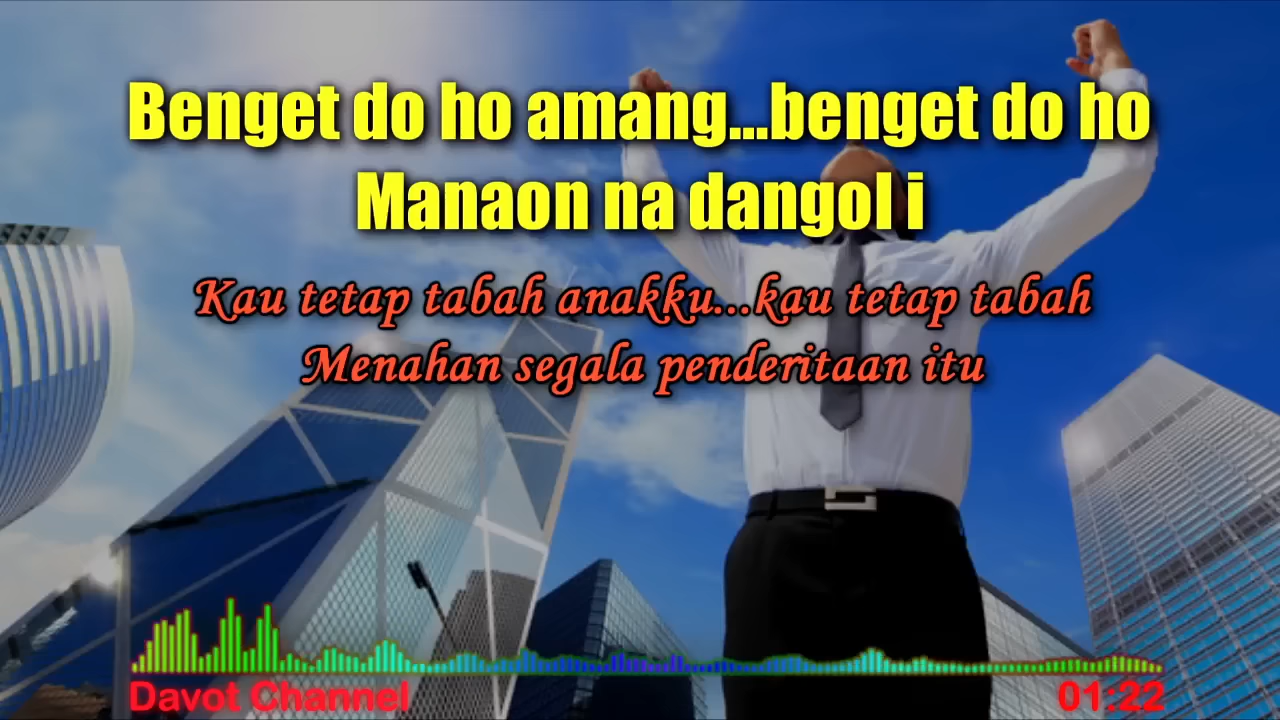 Benget do ho amang...benget do ho
Manaon na dangol i
Kau tetap tabah anakku...kau tetap tabah
Menahan segala penderitaan itu
Davot Channel
01:22